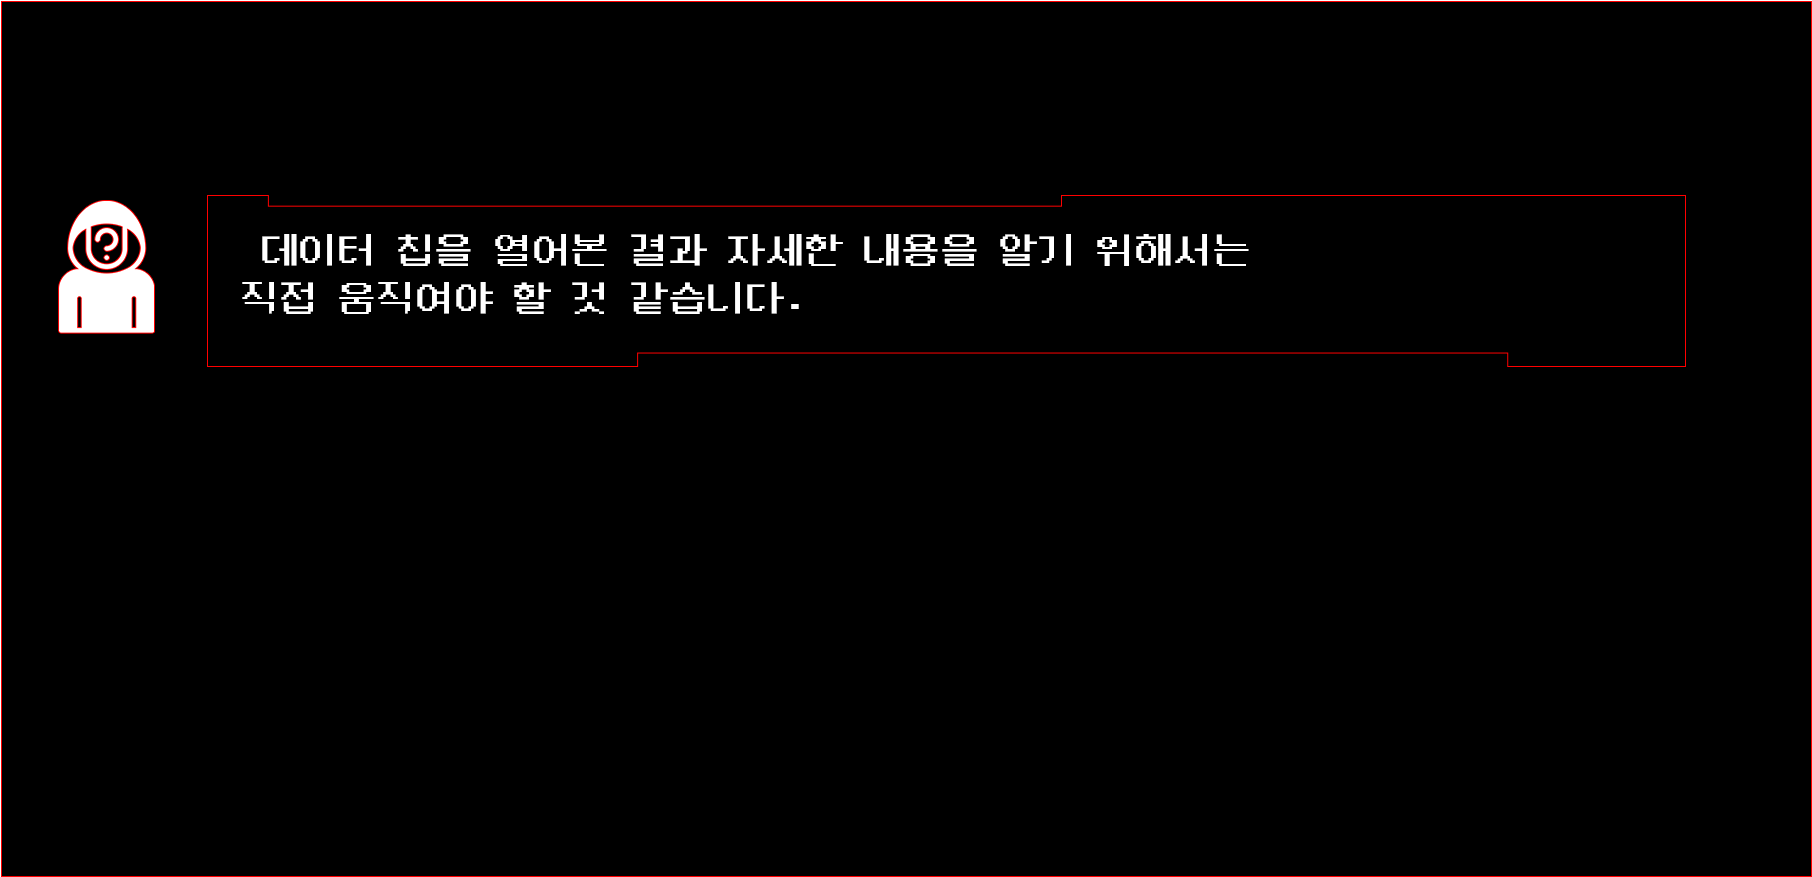 데이터 칩을 열어본 결과 자세한 내용을 알기 위해서는
직접 움직여야 할 것 같습니다.